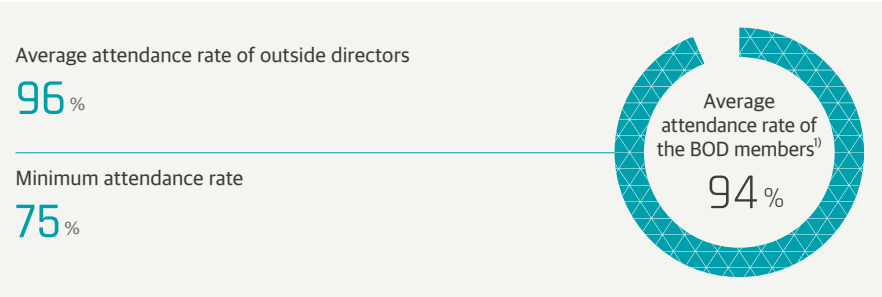 Average attendance rate of outside directors
96 %
Minimum attendance rate
75 %
Average
attendance rate of
the BOD members1)
94 %